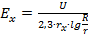 E_x = U / (2,3·r_x·lg(R/r))